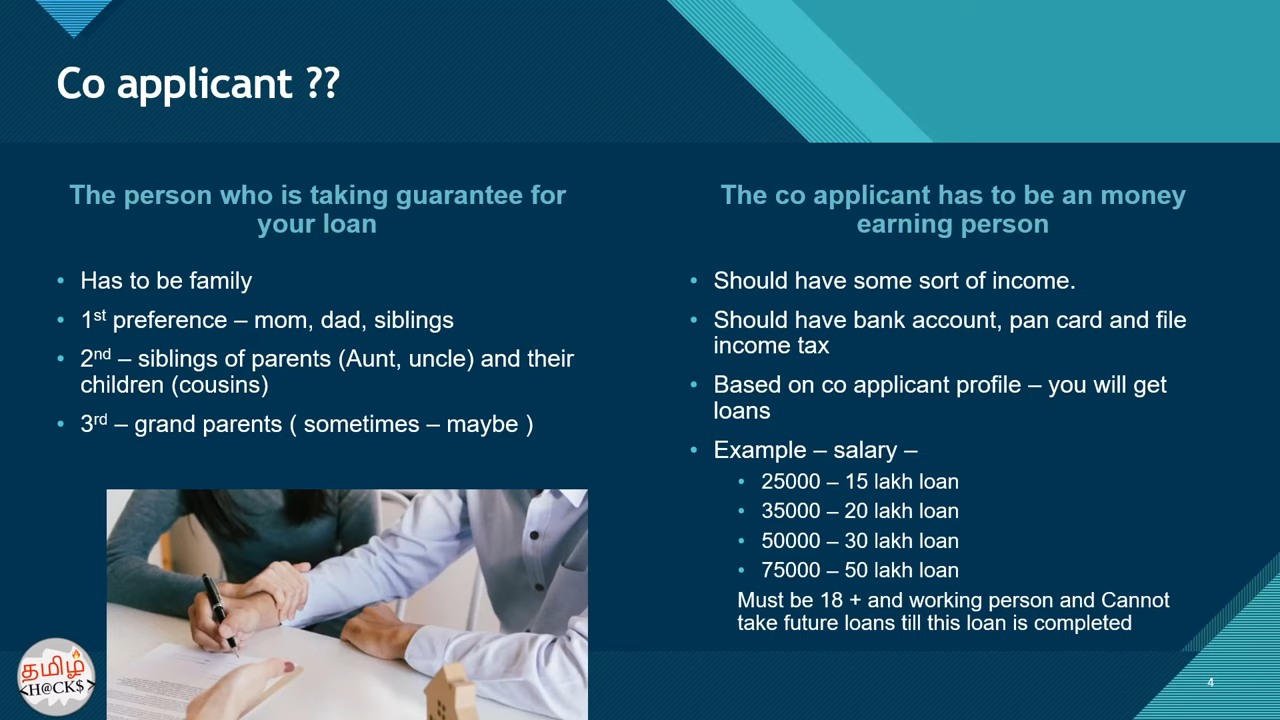 Co applicant ??
The person who is taking guarantee for
your loan
• Has to be family
• 1st preference – mom, dad, siblings
• 2nd – siblings of parents (Aunt, uncle) and their
children (cousins)
• 3rd – grand parents ( sometimes – maybe )
The co applicant has to be an money
earning person
• Should have some sort of income.
• Should have bank account, pan card and file
income tax
• Based on co applicant profile – you will get
loans
• Example – salary –
• 25000 – 15 lakh loan
• 35000 – 20 lakh loan
• 50000 – 30 lakh loan
• 75000 – 50 lakh loan
Must be 18 + and working person and Cannot
take future loans till this loan is completed
தமிழ்
<H@CK$>
4